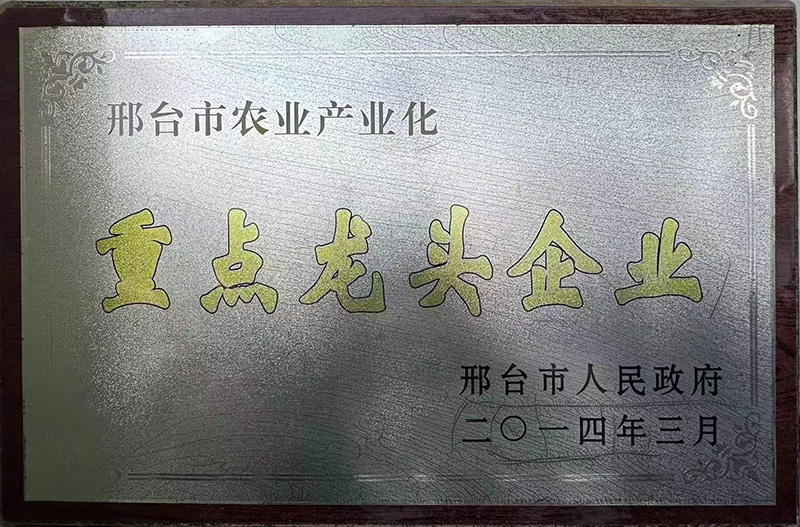 邢台市农业产业化
重点龙头企业
邢台市人民政府
二〇一四年三月